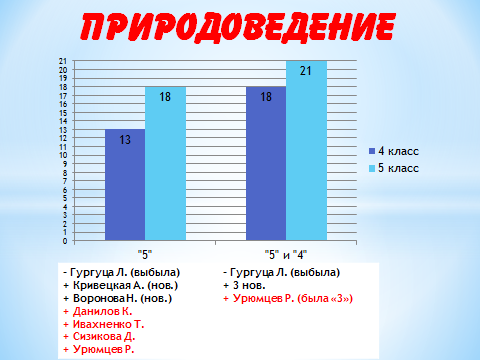 ПРИРОДОВЕДЕНИЕ
21
20
19
18
17
16
15
14
13
12
11
10
9
8
7
6
5
4
3
2
1
0
13
18
18
21
"5"
"5" и "4"
4 класс
5 класс
- Гургуца Л. (выбыла)
+ Кривецкая А. (нов.)
+ Воронова Н. (нов.)
+ Данилов К.
+ Ивахненко Т.
+ Сизикова Д.
+ Урюмцев Р.
- Гургуца Л. (выбыла)
+ 3 нов.
+ Урюмцев Р. (была «3»)